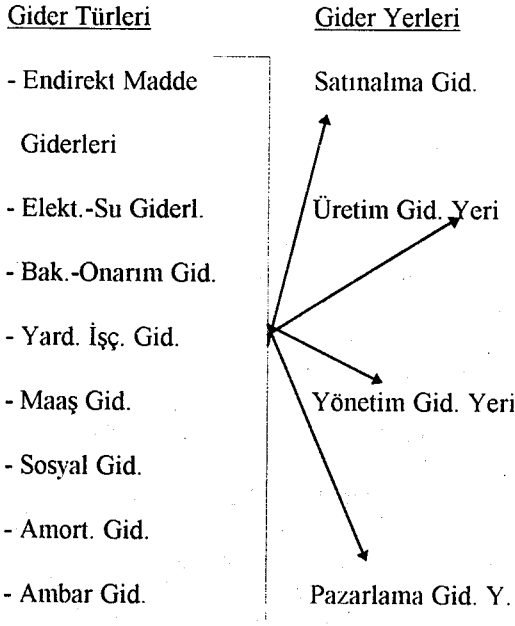 Gider Türleri
- Endirekt Madde
Giderleri
- Elekt.-Su Giderl.
- Bak.-Onarım Gid.
- Yard. İşç. Gid.
- Maaş Gid.
- Sosyal Gid.
- Amort. Gid.
- Ambar Gid.
Gider Yerleri
Satınalma Gid.
Üretim Gid. Yeri
Yönetim Gid. Yeri
Pazarlama Gid. Y.